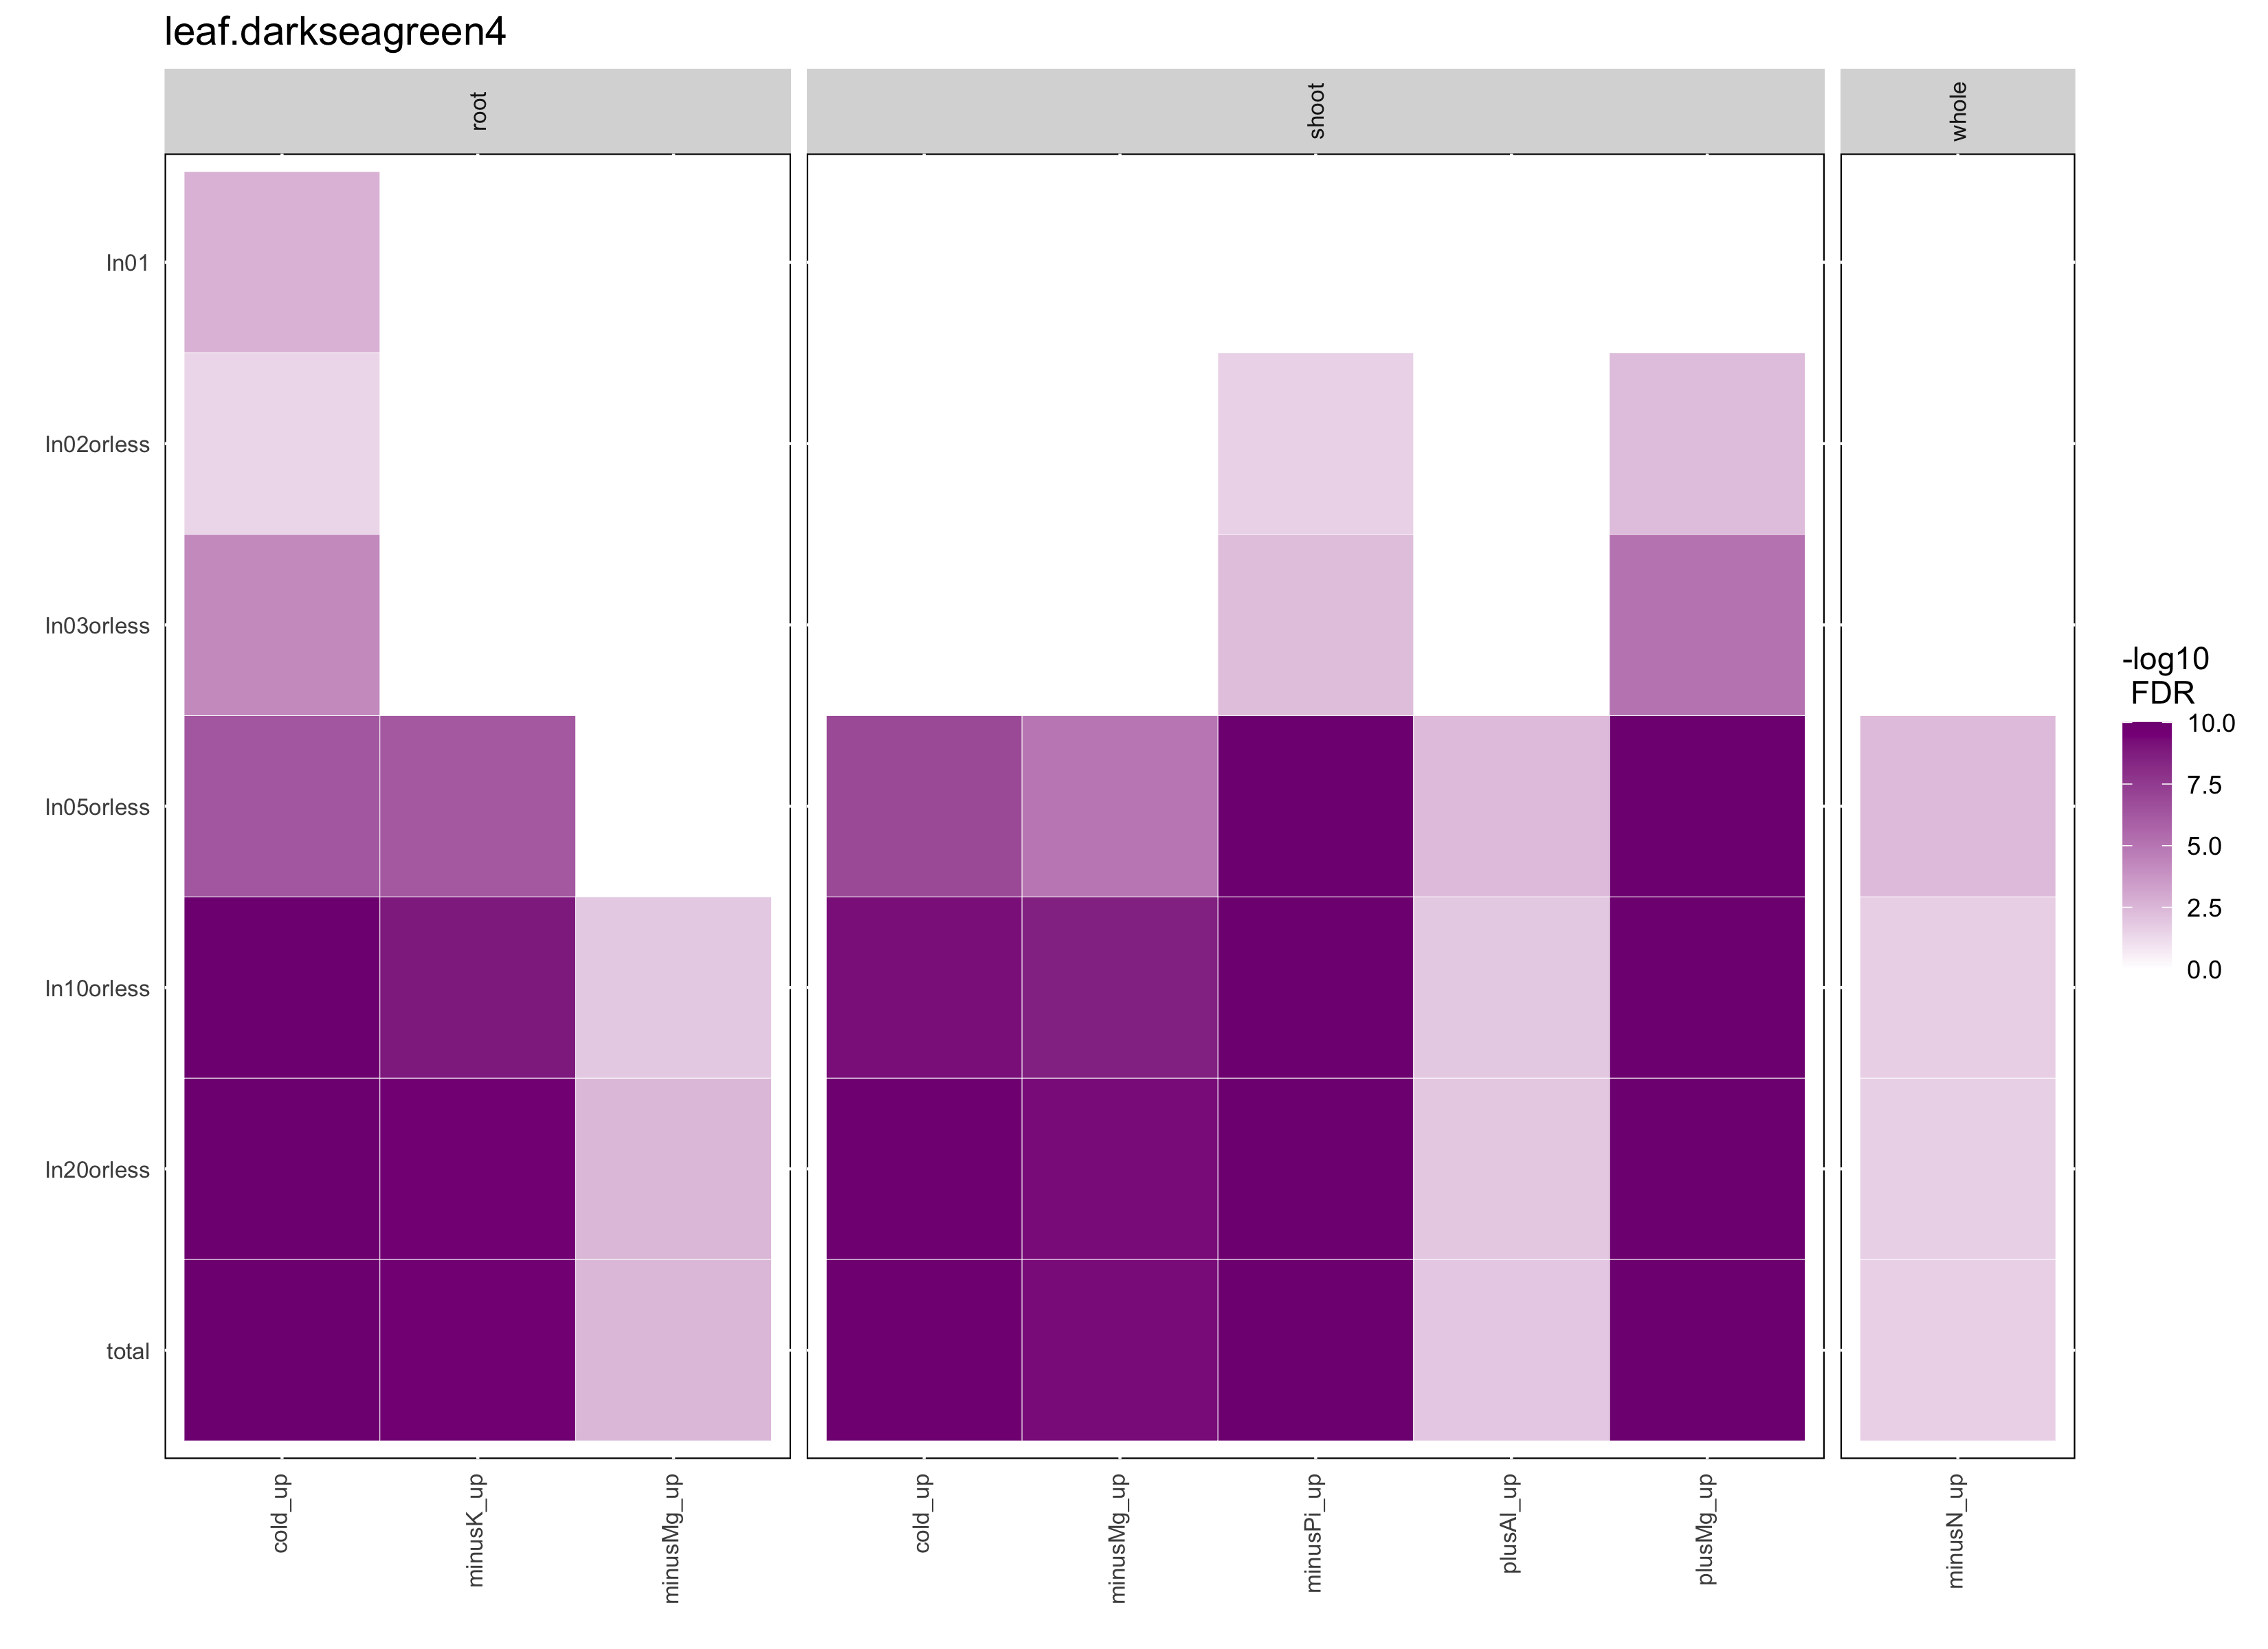 leaf.darkseagreen4
root
shoot
whole
In01
In02orless
In03orless
In05orless
In10orless
In20orless
total
cold_up
minusK_up
minusMg_up
cold_up
minusMg_up
minusPi_up
plusAl_up
plusMg_up
minusN_up
-log10
FDR
10.0
7.5
5.0
2.5
0.0